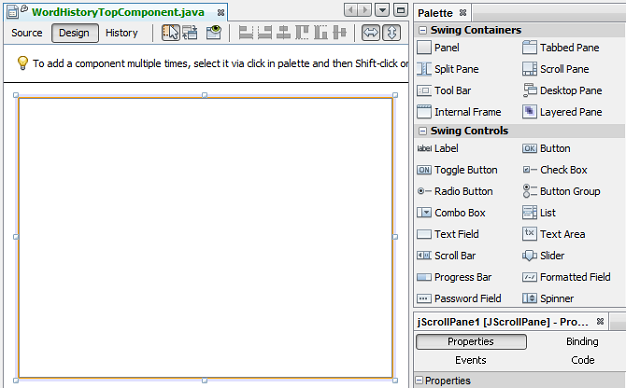 WordHistoryTopComponent.java
Source Design History
To add a component multiple times, select it via click in palette and then Shift-click or
Palette
Swing Containers
Panel Tabbed Pane
Split Pane Scroll Pane
Tool Bar Desktop Pane
Internal Frame Layered Pane
Swing Controls
label Label OK Button
ON Toggle Button Check Box
Radio Button Button Group
Combo Box List
Text Field Text Area
Scroll Bar Slider
Progress Bar Formatted Field
Password Field Spinner
jScrollPane1 [JScrollPane] - Pro...
Properties Binding
Events Code
Properties